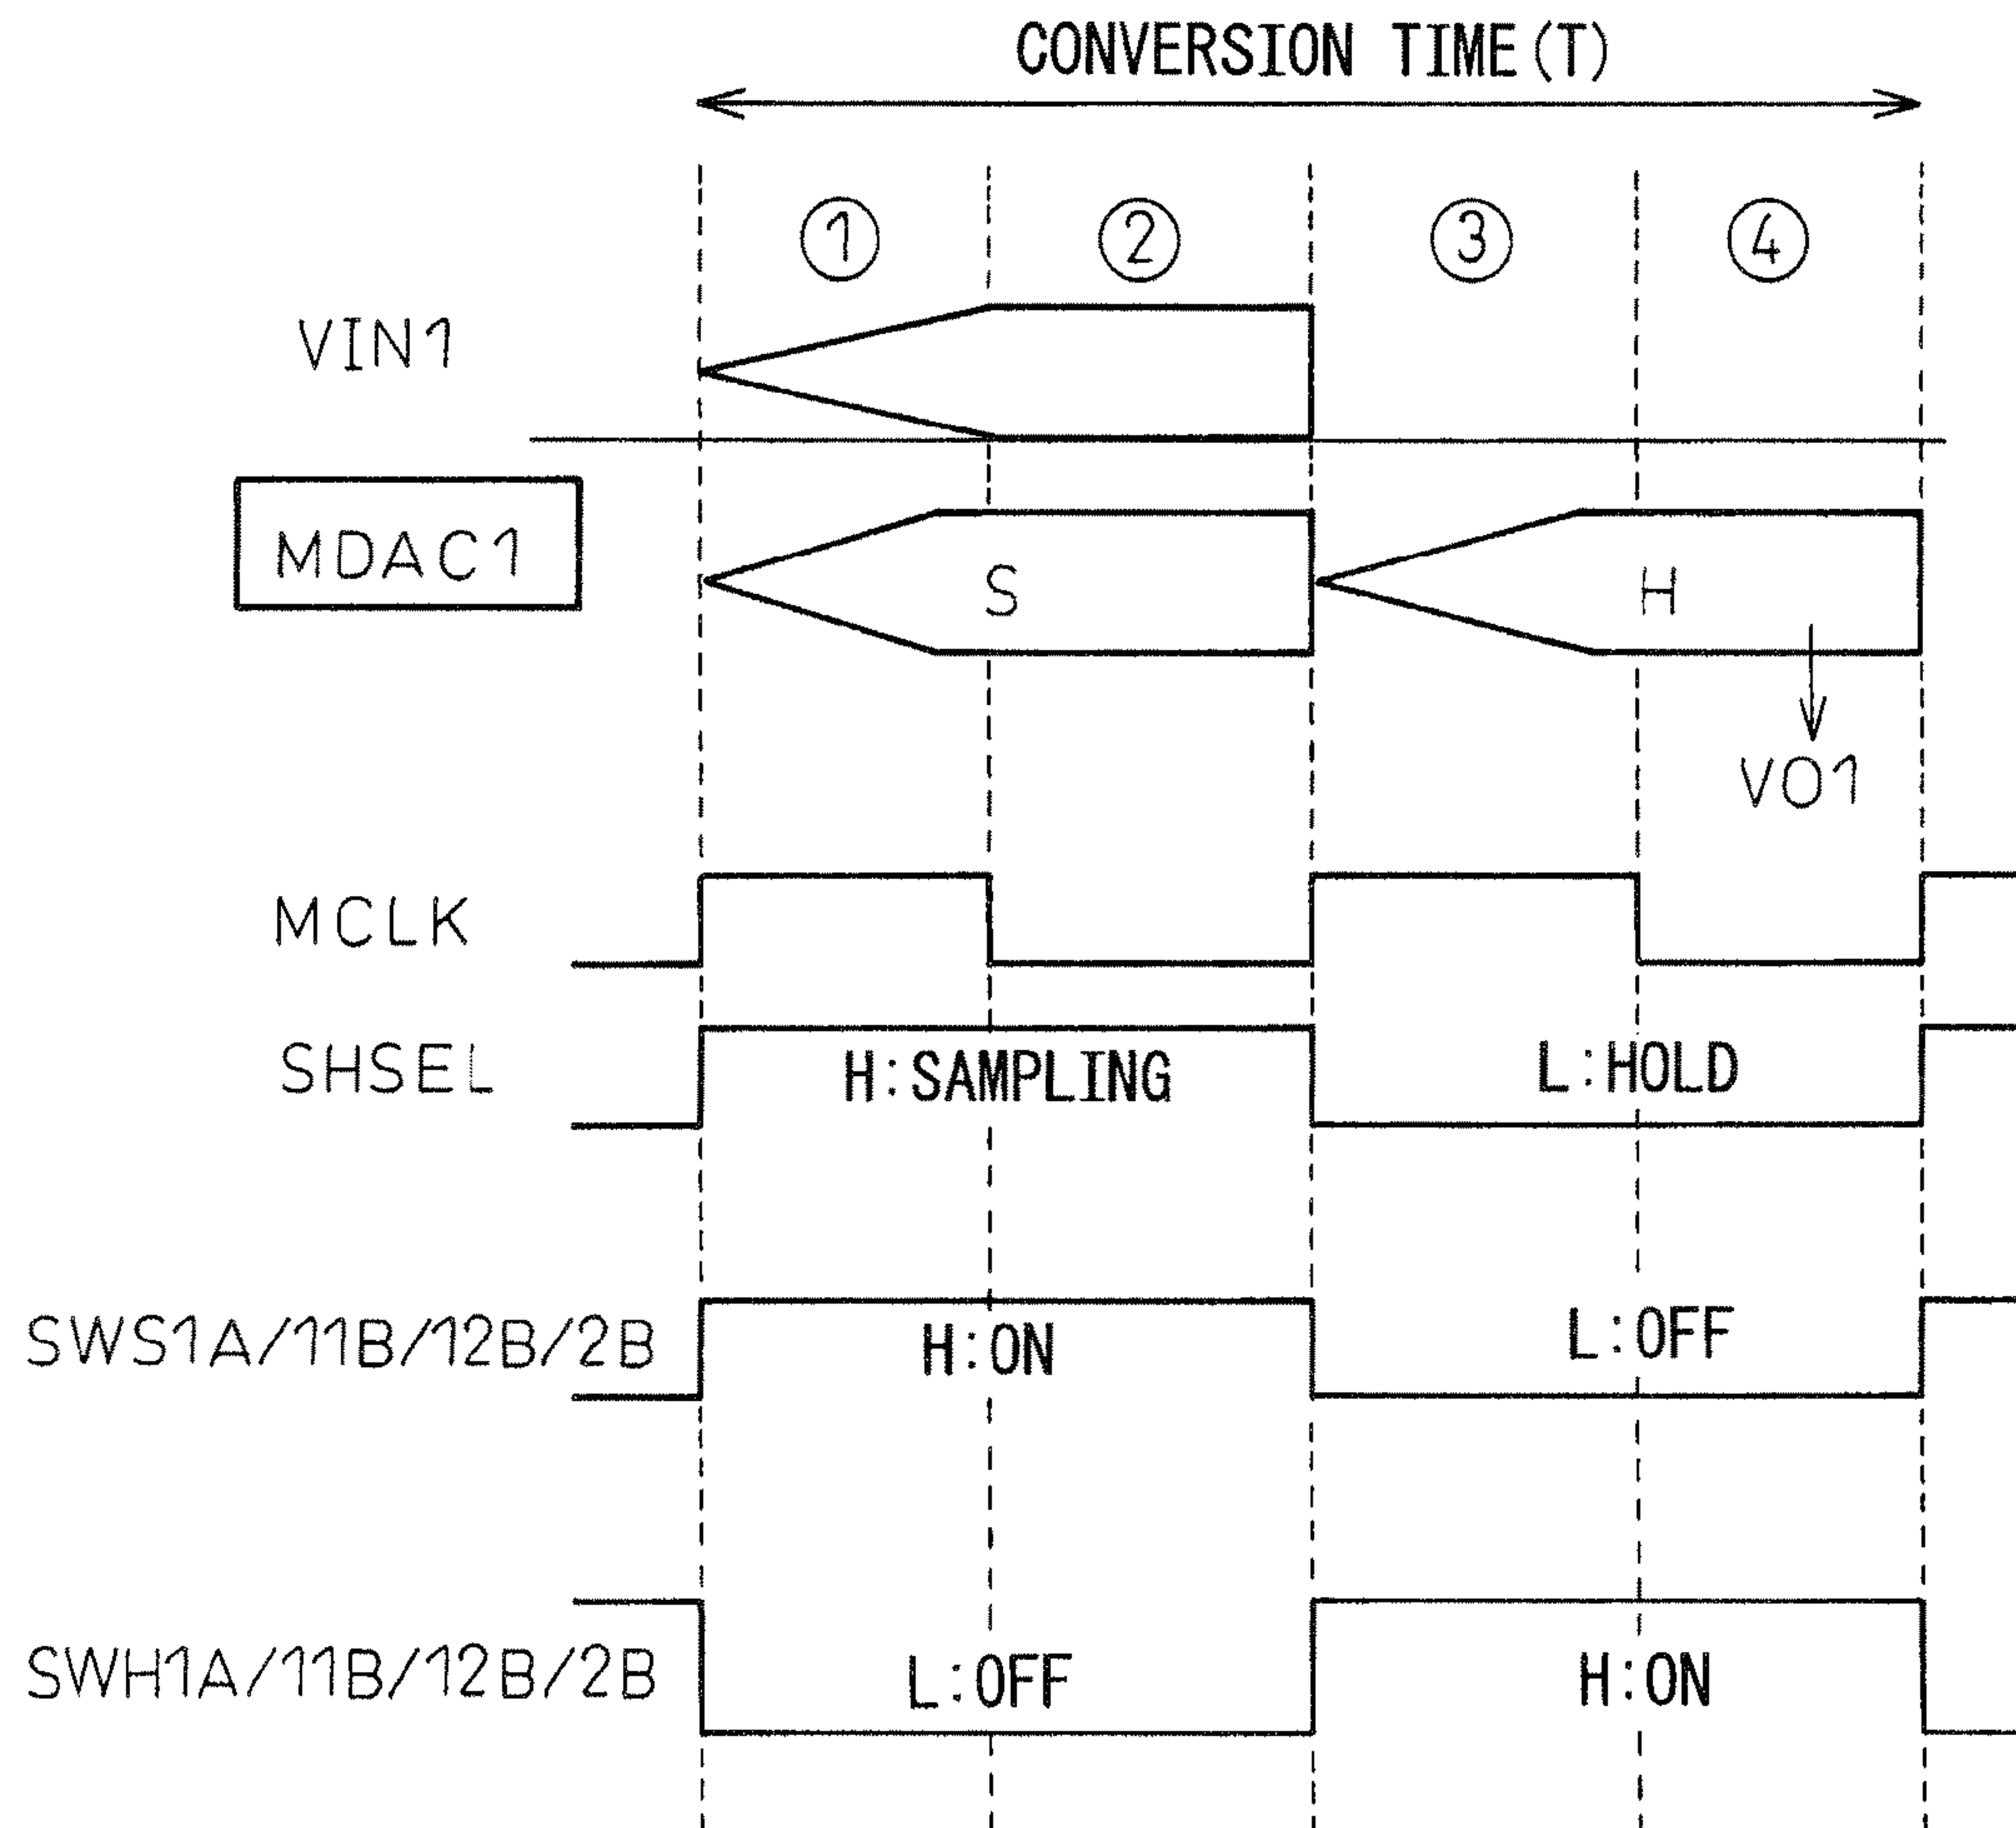 CONVERSION TIME(T)
① ② ③ ④
VIN1
MDAC1
S
H
VO1
MCLK
SHSEL
H:SAMPLING
L:HOLD
SWS1A/11B/12B/2B
H:ON
L:OFF
SWH1A/11B/12B/2B
L:OFF
H:ON